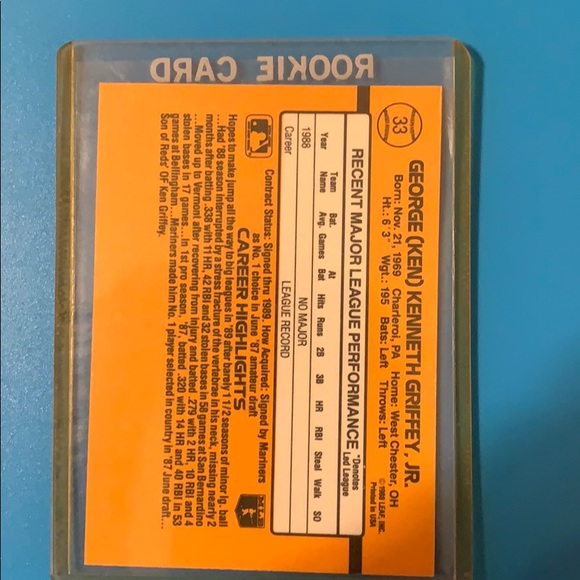 ROOKIE CARD
33
GEORGE (KEN) KENNETH GRIFFEY, JR.
Born: Nov. 21, 1969 Charleroi, PA Home: West Chester, OH
Ht.: 6'3" Wgt.: 195 Bats: Left Throws: Left
© 1988 LEAF, INC.
Printed in USA
RECENT MAJOR LEAGUE PERFORMANCE *Denotes Led League
Year Team Name Bat. Avg. Games At Bat Hits Runs 2B 3B HR RBI Steal Walk SO
1988 NO MAJOR
Career LEAGUE RECORD
Contract Status: Signed thru 1989; How Acquired: Signed by Mariners
as No. 1 choice in June '87 amateur draft
CAREER HIGHLIGHTS
Hopes to make jump all the way to big leagues in '89 after barely 1 1/2 seasons of minor lg. ball
...Had '88 season interrupted by a stress fracture of the vertebrae in his neck, missing nearly 2
months after batting .338 with 11 HR, 42 RBI and 32 stolen bases in 58 games at San Bernardino
...Moved up to Vermont after recovering from injury and batted .279 with 2 HR, 10 RBI and 4
stolen bases in 17 games...In 1st pro season, '87, batted .320 with 14 HR and 40 RBI in 53
games at Bellingham...Mariners made him No. 1 player selected in country in '87 June draft...
Son of Reds' OF Ken Griffey.